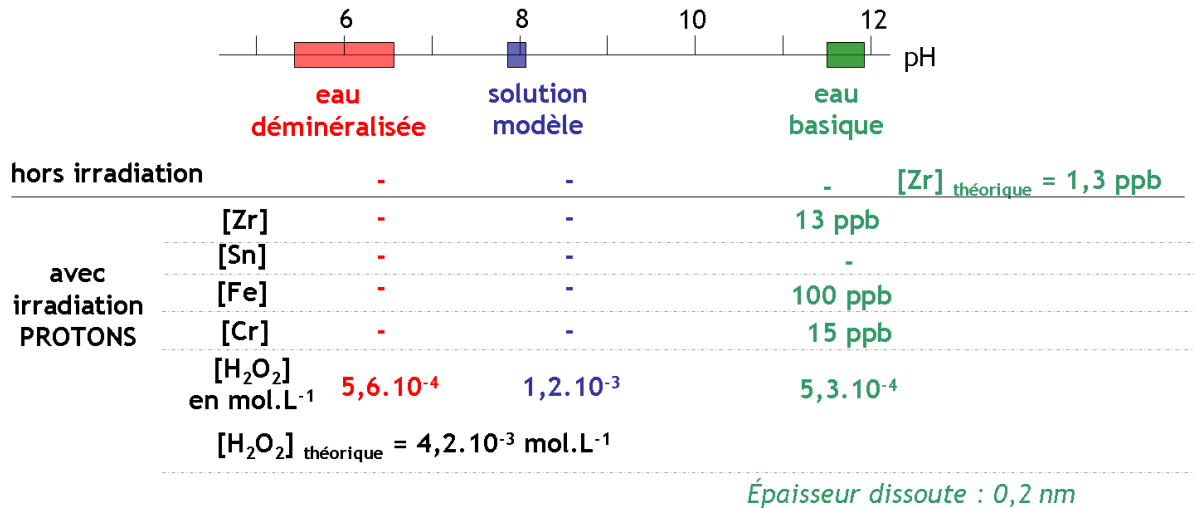 6 8 10 12
pH
eau déminéralisée
solution modèle
eau basique
hors irradiation - - - [Zr] théorique = 1,3 ppb
avec irradiation PROTONS
[Zr] - - 13 ppb
[Sn] - - -
[Fe] - - 100 ppb
[Cr] - - 15 ppb
[H₂O₂] en mol.L⁻¹ 5,6.10⁻⁴ 1,2.10⁻³ 5,3.10⁻⁴
[H₂O₂] théorique = 4,2.10⁻³ mol.L⁻¹
Épaisseur dissoute : 0,2 nm